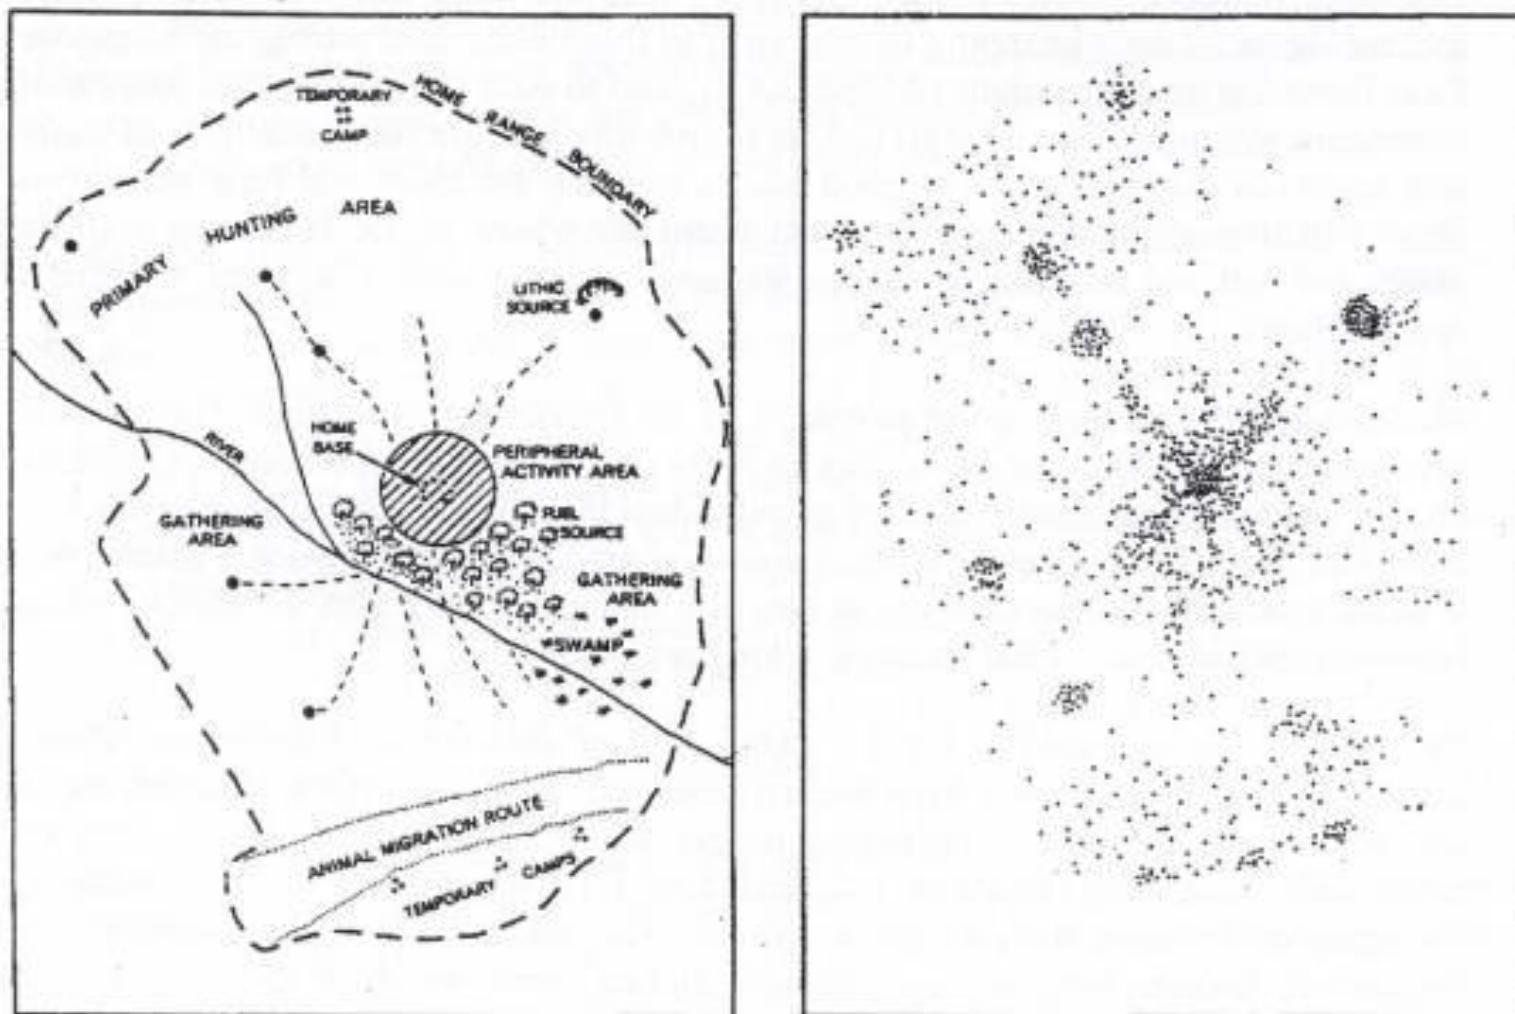 TEMPORARY
CAMP
HOME RANGE BOUNDARY
PRIMARY HUNTING AREA
LITHIC
SOURCE
HOME
BASE
RIVER
PERIPHERAL
ACTIVITY AREA
FUEL
SOURCE
GATHERING
AREA
GATHERING
AREA
SWAMP
ANIMAL MIGRATION ROUTE
TEMPORARY CAMPS